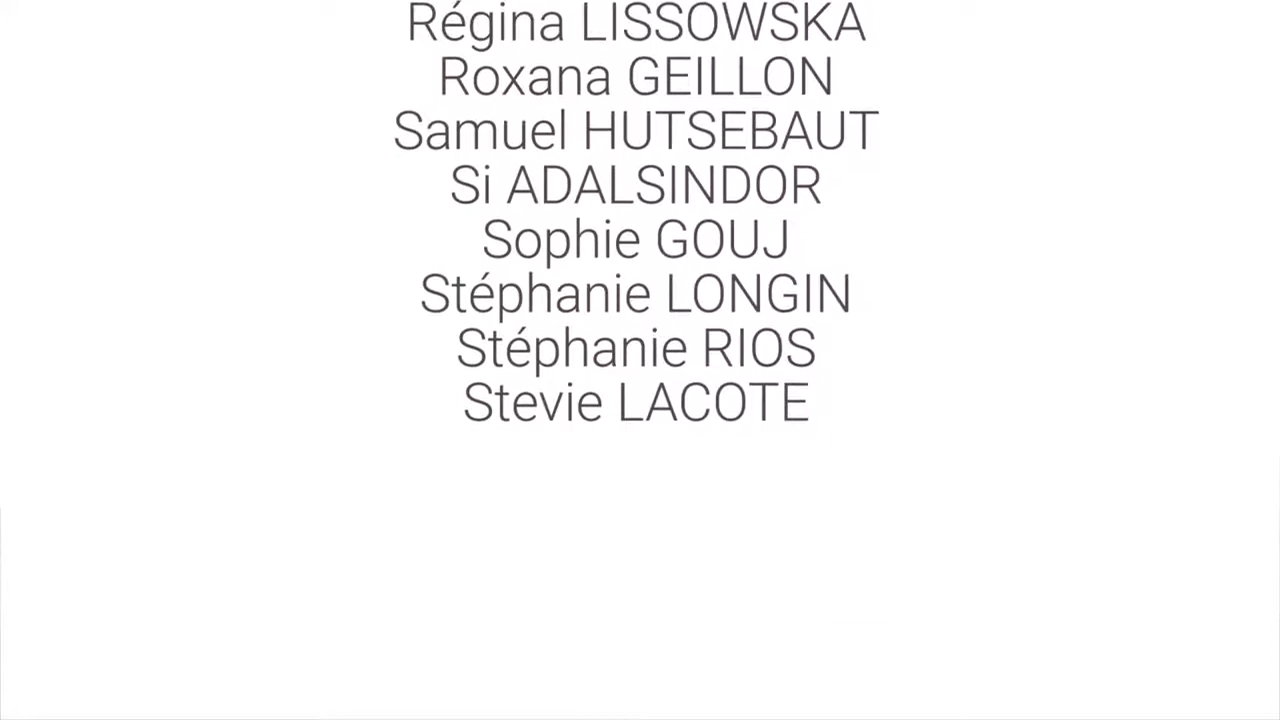 Régina LISSOWSKA
Roxana GEILLON
Samuel HUTSEBAUT
Si ADALSINDOR
Sophie GOUJ
Stéphanie LONGIN
Stéphanie RIOS
Stevie LACOTE